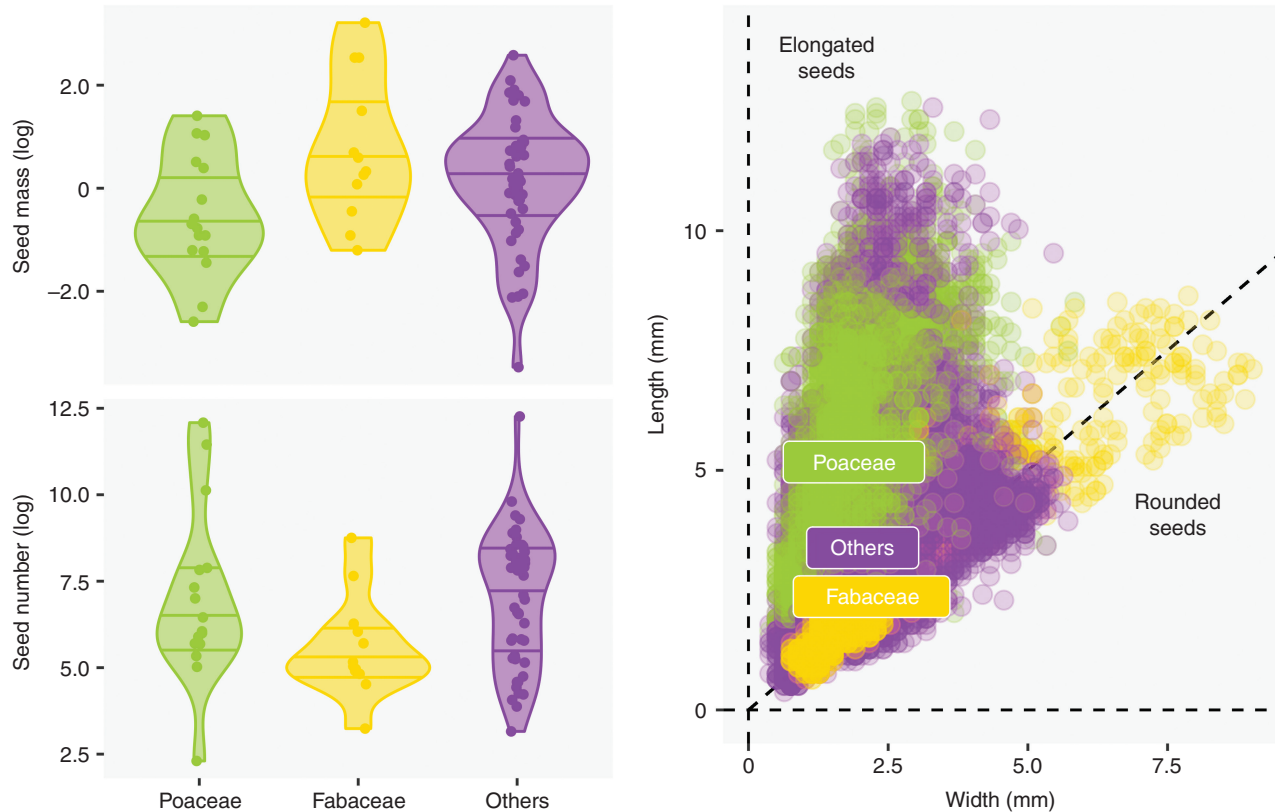 Seed mass (log)
2.0
0
–2.0
Seed number (log)
12.5
10.0
7.5
5.0
2.5
Poaceae
Fabaceae
Others
Length (mm)
10
5
0
Elongated
seeds
Poaceae
Others
Fabaceae
Rounded
seeds
0
2.5
5.0
7.5
Width (mm)